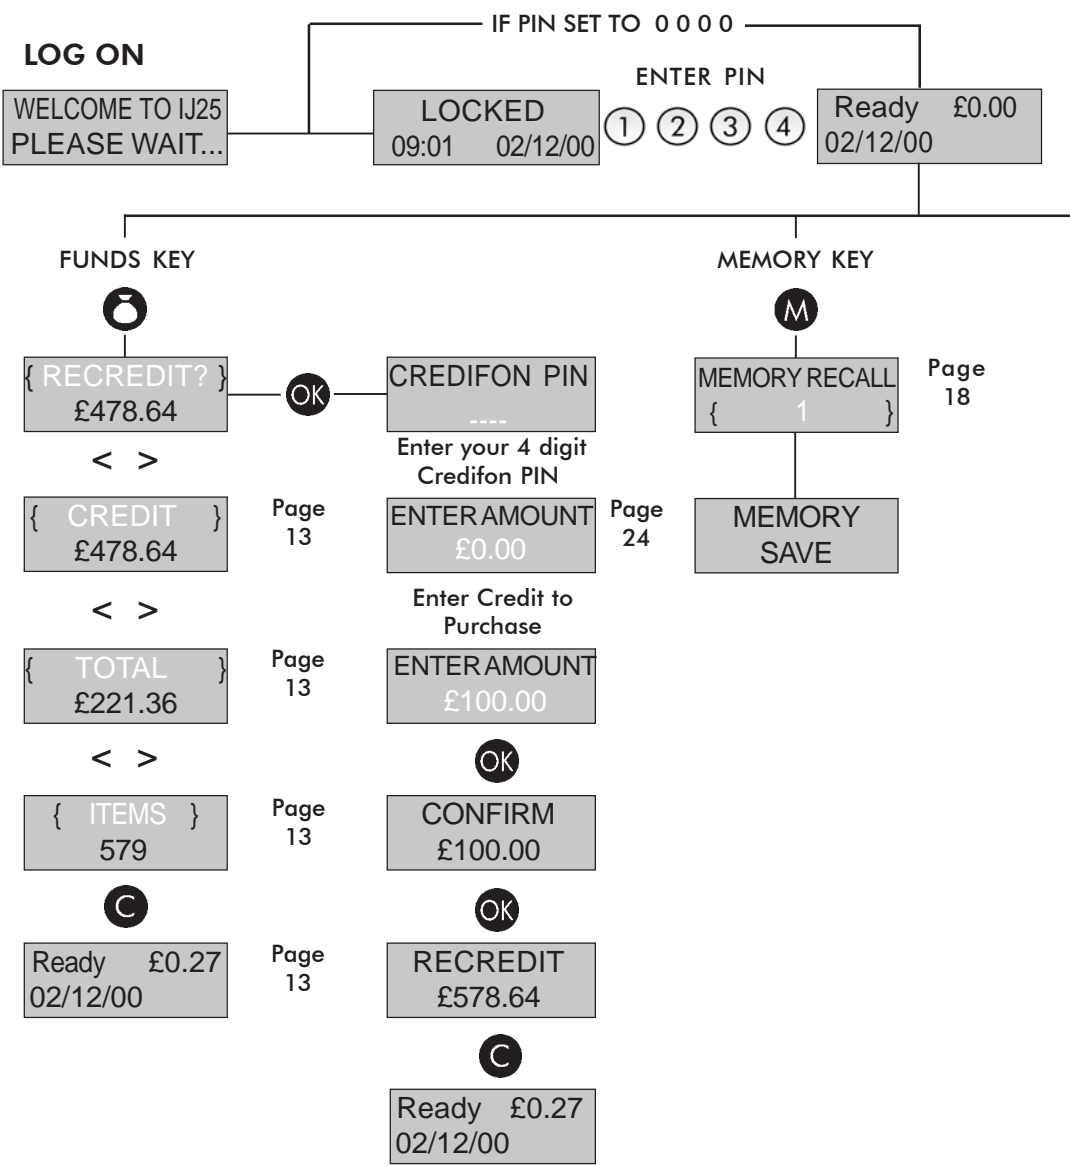 IF PIN SET TO 0 0 0 0
LOG ON
WELCOME TO IJ25
PLEASE WAIT...
LOCKED
09:01 02/12/00
ENTER PIN
1 2 3 4
Ready £0.00
02/12/00
FUNDS KEY
{ RECREDIT? }
£478.64
< >
{ CREDIT }
£478.64
Page
13
< >
{ TOTAL }
£221.36
Page
13
< >
{ ITEMS }
579
Page
13
C
Ready £0.27
02/12/00
Page
13
OK
CREDIFON PIN
----
Enter your 4 digit
Credifon PIN
ENTER AMOUNT
£0.00
Page
24
Enter Credit to
Purchase
ENTER AMOUNT
£100.00
OK
CONFIRM
£100.00
OK
RECREDIT
£578.64
C
Ready £0.27
02/12/00
MEMORY KEY
M
MEMORY RECALL
{ 1 }
Page
18
MEMORY
SAVE